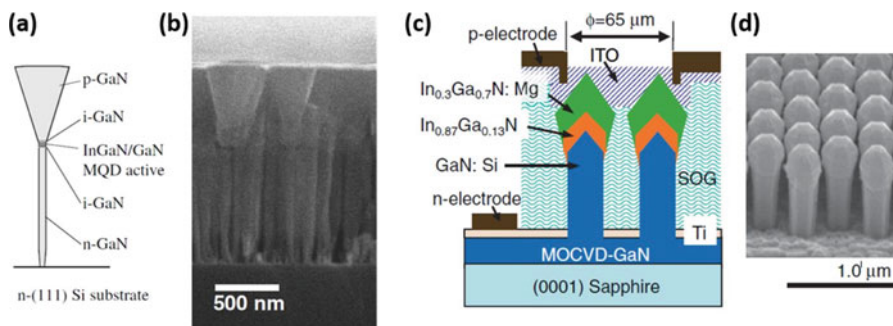 (a)
p-GaN
i-GaN
InGaN/GaN
MQD active
i-GaN
n-GaN
n-(111) Si substrate
(b)
500 nm
(c)
ϕ=65 μm
p-electrode
ITO
In0.3Ga0.7N: Mg
In0.87Ga0.13N
GaN: Si
SOG
n-electrode
Ti
MOCVD-GaN
(0001) Sapphire
(d)
1.0 μm